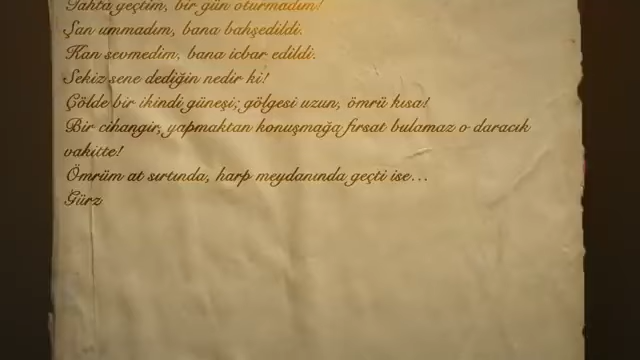 Tahta geçtim, bir gün oturmadım!
Şan ummadım, bana bahşedildi.
Kan sevmedim, bana icbar edildi.
Sekiz sene dediğin nedir ki!
Çölde bir ikindi güneşi; gölgesi uzun, ömrü kısa!
Bir cihangir, yapmaktan konuşmağa fırsat bulamaz o daracık
vakitte!
Ömrüm at sırtında, harp meydanında geçti ise...
Gürz